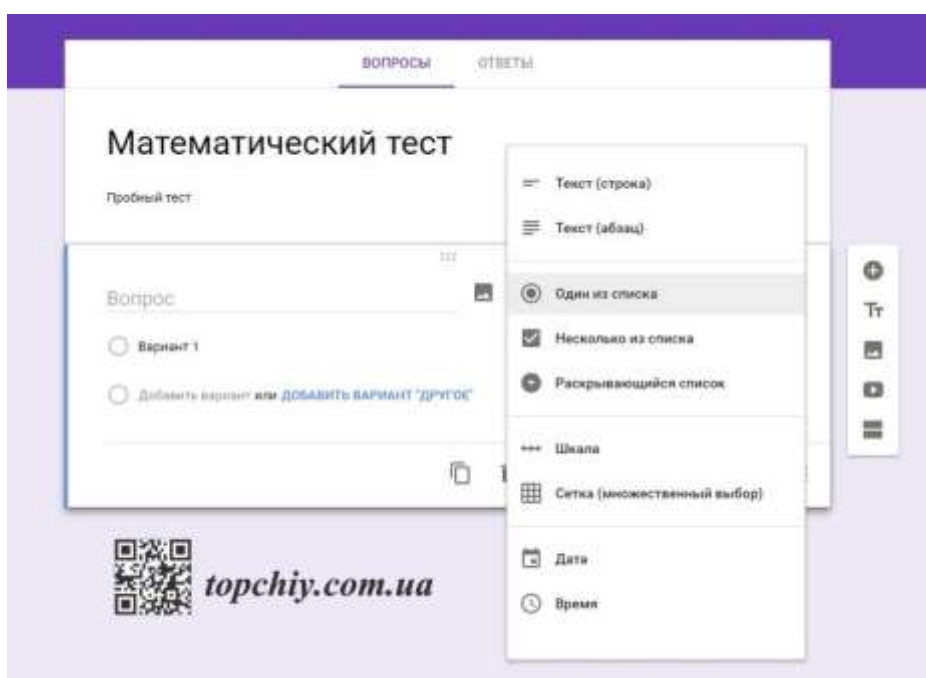 ВОПРОСЫ ОТВЕТЫ
Математический тест
Пробный тест
Вопрос
Вариант 1
Добавить вариант или ДОБАВИТЬ ВАРИАНТ "ДРУГОЕ"
Текст (строка)
Текст (абзац)
Один из списка
Несколько из списка
Раскрывающийся список
Шкала
Сетка (множественный выбор)
Дата
Время
Тт
topchiy.com.ua